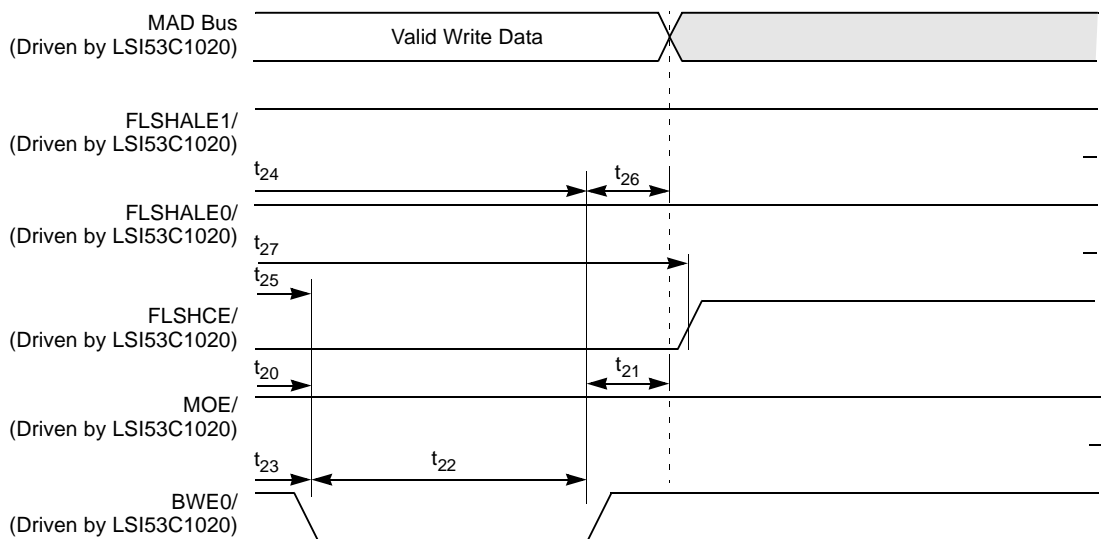 MAD Bus
(Driven by LSI53C1020)
Valid Write Data
FLSHALE1/
(Driven by LSI53C1020)
t24
t26
FLSHALE0/
(Driven by LSI53C1020)
t27
t25
FLSHCE/
(Driven by LSI53C1020)
t20
t21
MOE/
(Driven by LSI53C1020)
t23
t22
BWE0/
(Driven by LSI53C1020)